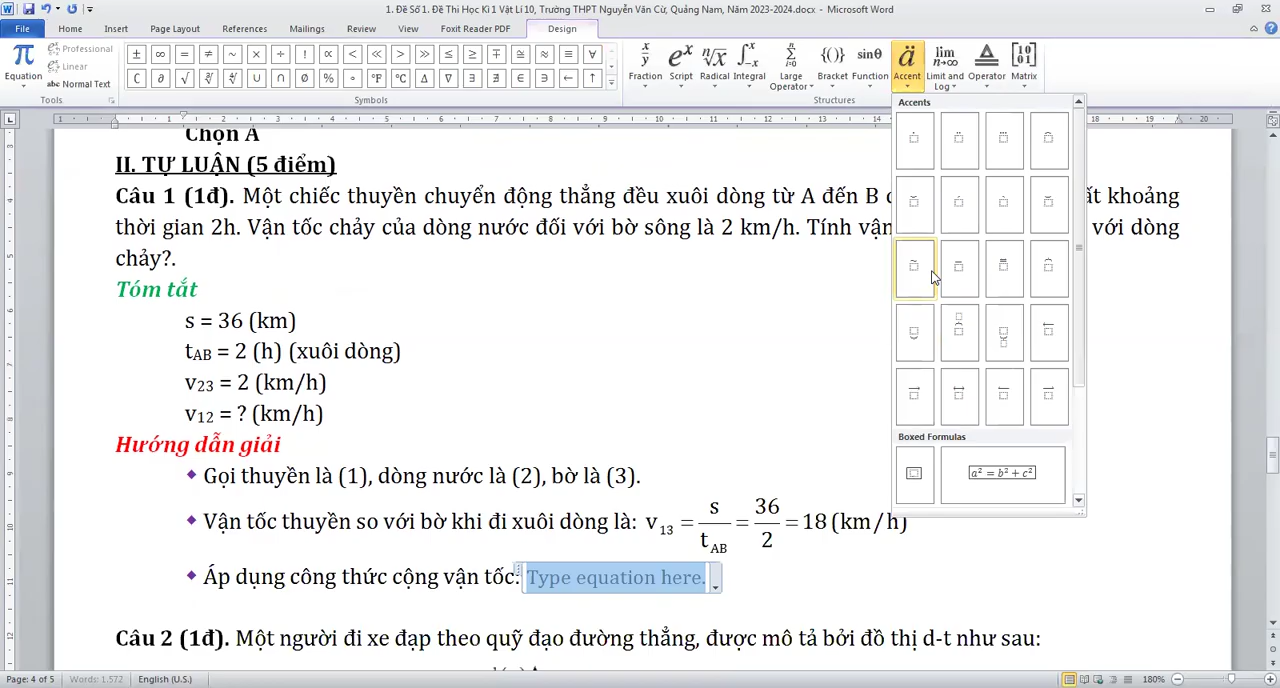 1. Đề Số 1. Đề Thi Học Kì 1 Vật Lí 10, Trường THPT Nguyễn Văn Cừ, Quảng Nam, Năm 2023-2024.docx - Microsoft Word
File Home Insert Page Layout References Mailings Review View Foxit Reader PDF Design
Equation
Professional
Linear
abc Normal Text
Tools
± ∞ = ≠ ~ × ÷ ! ∝ < ≪ > ≫ ≤ ≥ ∓ ≅ ≈ ≡ ∀
∁ ∂ √ ∛ ∜ ∪ ∩ ∅ % ° °F °C ∆ ∇ ∃ ∄ ∈ ∋ ← ↑
Symbols
Fraction Script Radical Integral Large Operator Bracket Function Accent Limit and Log Operator Matrix
Structures
Accents
Boxed Formulas
a² = b² + c²
Chọn A
II. TỰ LUẬN (5 điểm)
Câu 1 (1đ). Một chiếc thuyền chuyển động thẳng đều xuôi dòng từ A đến B khoảng
thời gian 2h. Vận tốc chảy của dòng nước đối với bờ sông là 2 km/h. Tính với dòng
chảy?.
Tóm tắt
s = 36 (km)
t_AB = 2 (h) (xuôi dòng)
v₂₃ = 2 (km/h)
v₁₂ = ? (km/h)
Hướng dẫn giải
◆ Gọi thuyền là (1), dòng nước là (2), bờ là (3).
◆ Vận tốc thuyền so với bờ khi đi xuôi dòng là: v₁₃ = s/t_AB = 36/2 = 18 (km/h)
◆ Áp dụng công thức cộng vận tốc: Type equation here.
Câu 2 (1đ). Một người đi xe đạp theo quỹ đạo đường thẳng, được mô tả bởi đồ thị d-t như sau:
Page: 4 of 5 Words: 1.572 English (U.S.) 180%